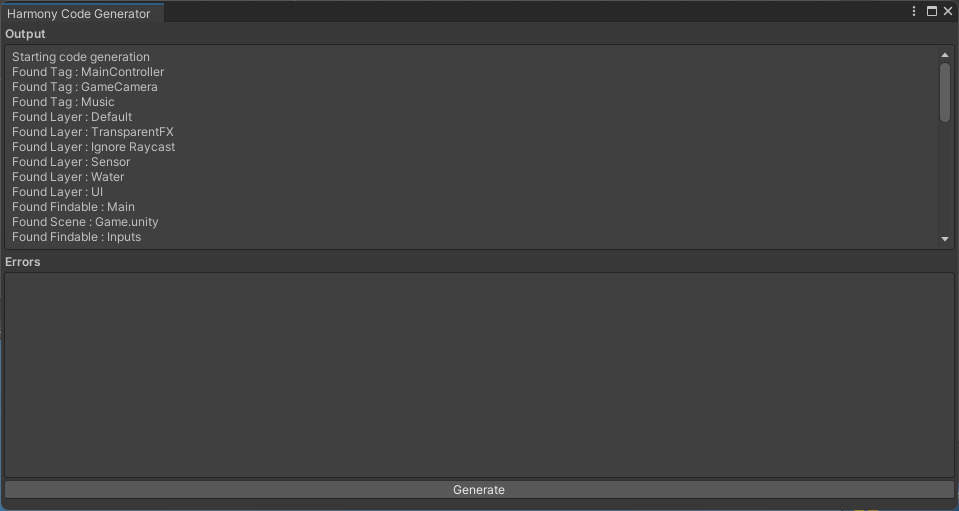 Harmony Code Generator
Output
Starting code generation
Found Tag : MainController
Found Tag : GameCamera
Found Tag : Music
Found Layer : Default
Found Layer : TransparentFX
Found Layer : Ignore Raycast
Found Layer : Sensor
Found Layer : Water
Found Layer : UI
Found Findable : Main
Found Scene : Game.unity
Found Findable : Inputs
Errors
Generate